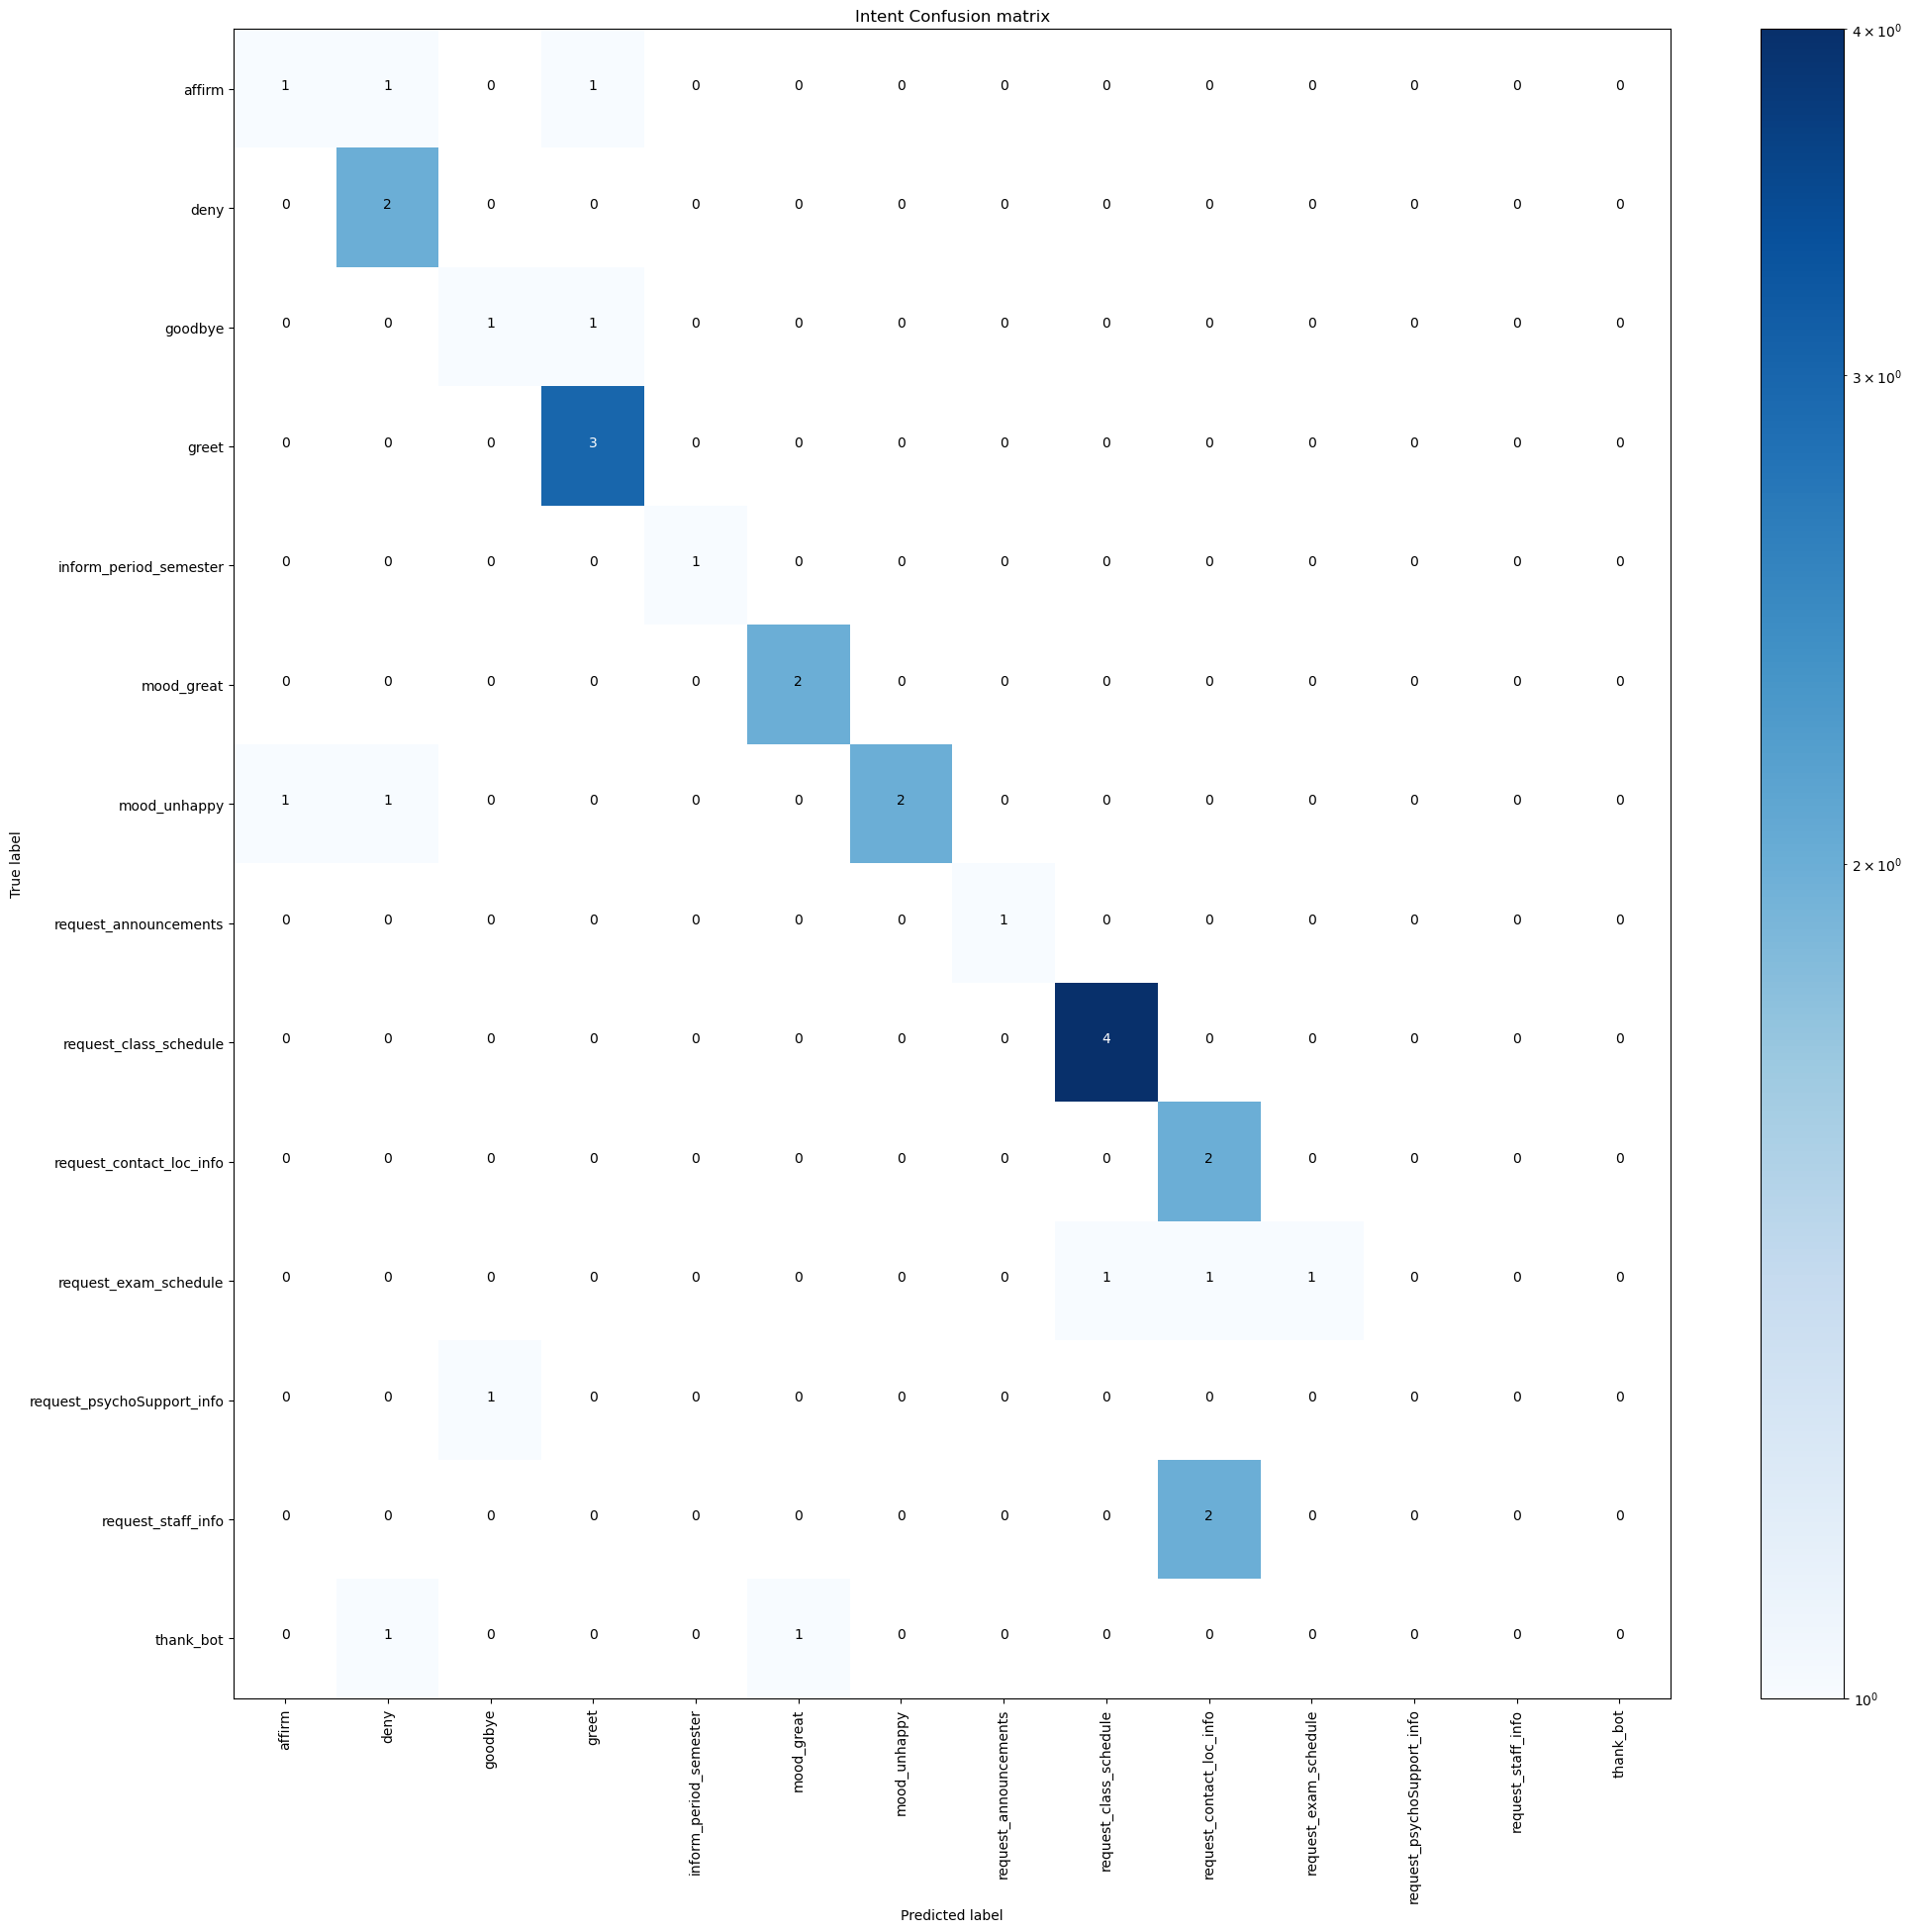 Intent Confusion matrix
affirm 1 1 0 1 0 0 0 0 0 0 0 0 0 0
deny 0 2 0 0 0 0 0 0 0 0 0 0 0 0
goodbye 0 0 1 1 0 0 0 0 0 0 0 0 0 0
greet 0 0 0 3 0 0 0 0 0 0 0 0 0 0
inform_period_semester 0 0 0 0 1 0 0 0 0 0 0 0 0 0
mood_great 0 0 0 0 0 2 0 0 0 0 0 0 0 0
mood_unhappy 1 1 0 0 0 0 2 0 0 0 0 0 0 0
request_announcements 0 0 0 0 0 0 0 1 0 0 0 0 0 0
request_class_schedule 0 0 0 0 0 0 0 0 4 0 0 0 0 0
request_contact_loc_info 0 0 0 0 0 0 0 0 0 2 0 0 0 0
request_exam_schedule 0 0 0 0 0 0 0 0 1 1 1 0 0 0
request_psychoSupport_info 0 0 1 0 0 0 0 0 0 0 0 0 0 0
request_staff_info 0 0 0 0 0 0 0 0 0 2 0 0 0 0
thank_bot 0 1 0 0 0 1 0 0 0 0 0 0 0 0
True label
affirm
deny
goodbye
greet
inform_period_semester
mood_great
mood_unhappy
request_announcements
request_class_schedule
request_contact_loc_info
request_exam_schedule
request_psychoSupport_info
request_staff_info
thank_bot
Predicted label
4 × 10⁰
3 × 10⁰
2 × 10⁰
10⁰